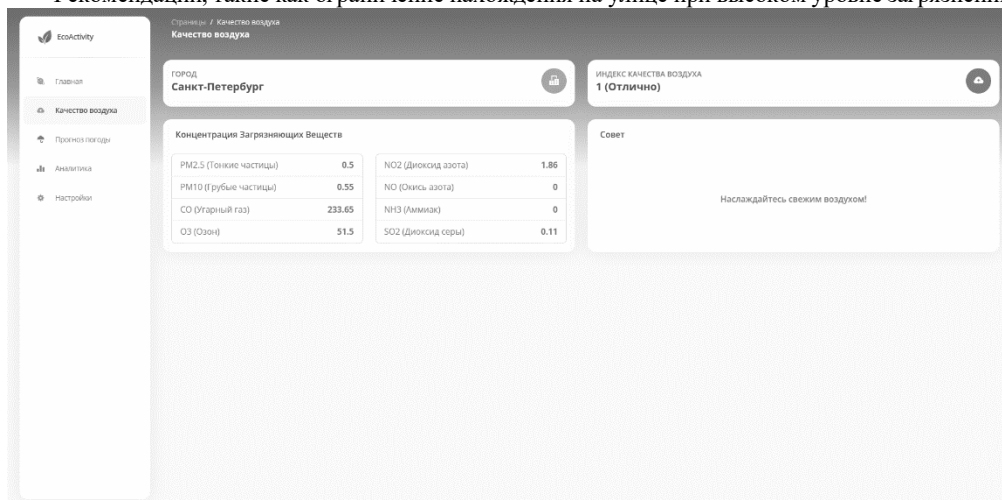 Рекомендации, такие как ограничение нахождения на улице при высоком уровне загрязнени
EcoActivity
Страницы / Качество воздуха
Качество воздуха
Главная
Качество воздуха
Прогноз погоды
Аналитика
Настройки
ГОРОД
Санкт-Петербург
ИНДЕКС КАЧЕСТВА ВОЗДУХА
1 (Отлично)
Концентрация Загрязняющих Веществ
PM2.5 (Тонкие частицы) 0.5
PM10 (Грубые частицы) 0.55
CO (Угарный газ) 233.65
O3 (Озон) 51.5
NO2 (Диоксид азота) 1.86
NO (Окись азота) 0
NH3 (Аммиак) 0
SO2 (Диоксид серы) 0.11
Совет
Наслаждайтесь свежим воздухом!